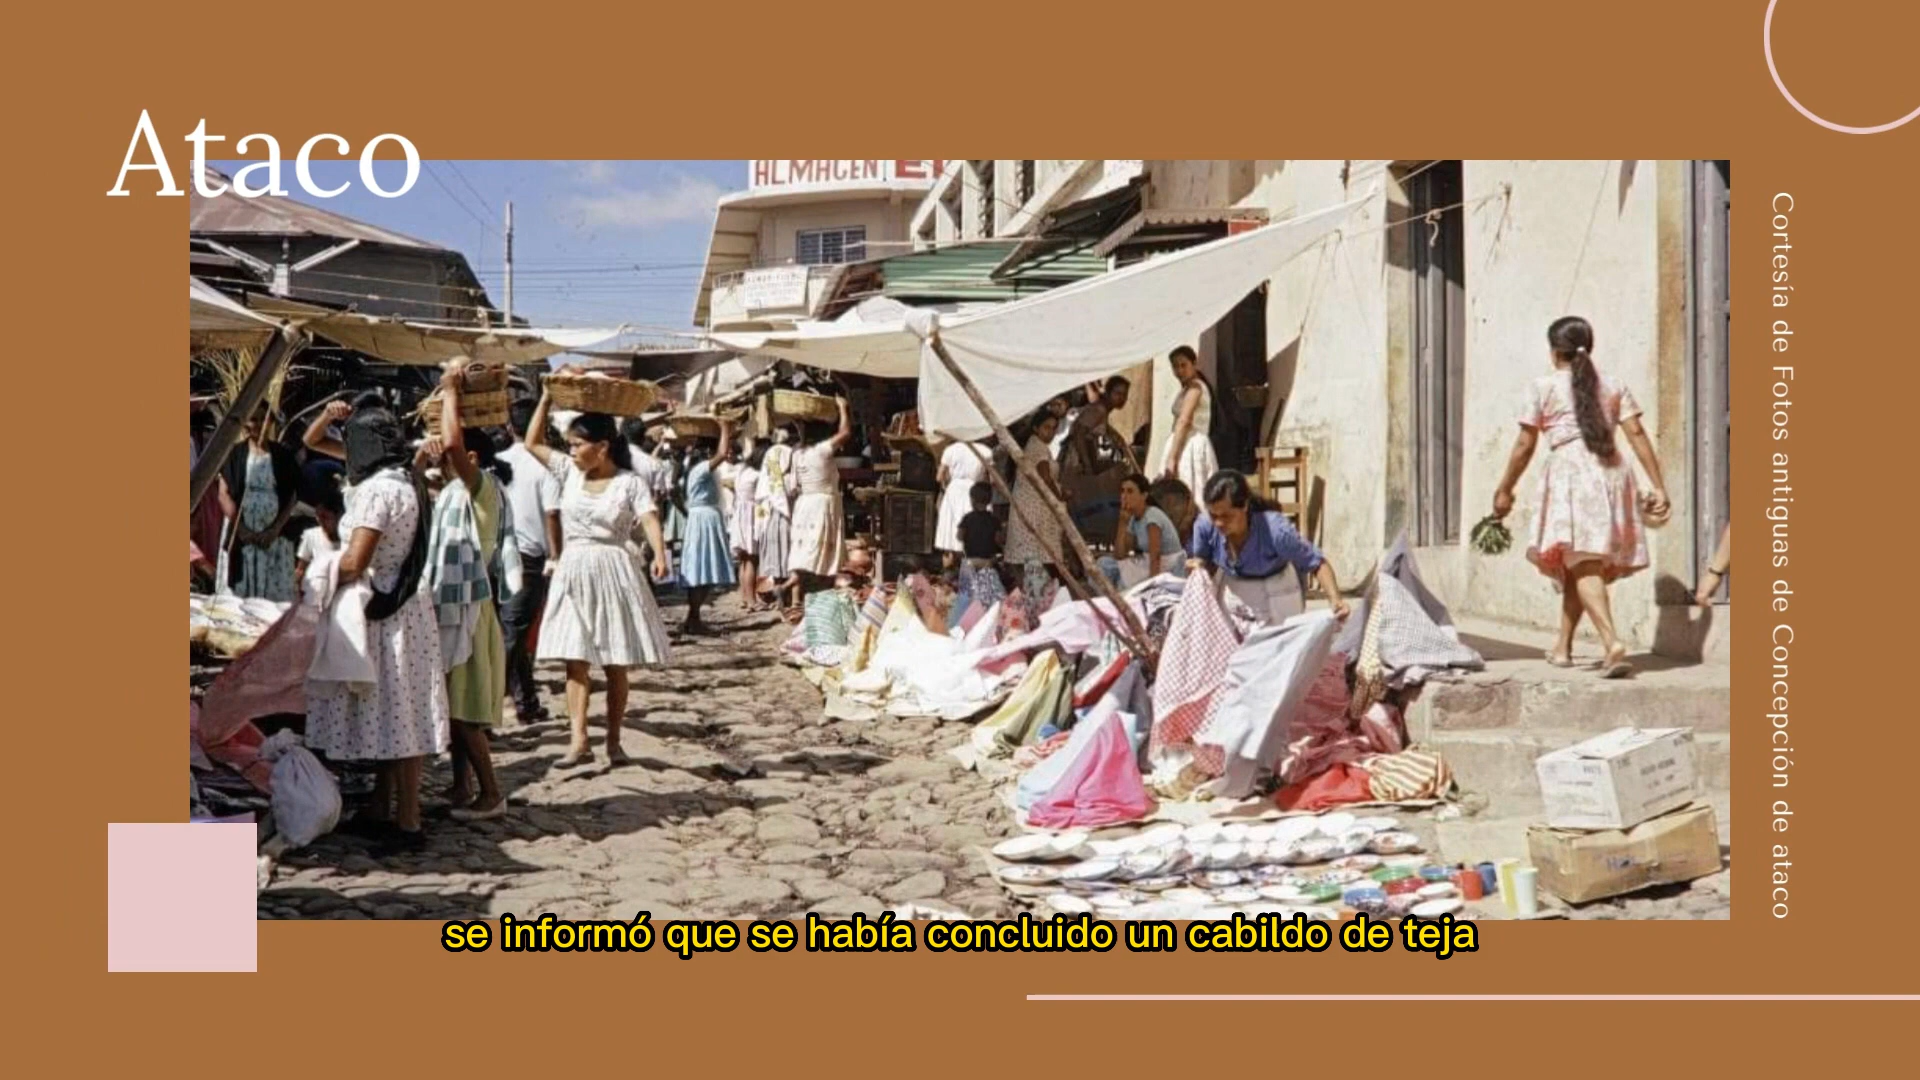 Ataco
ALMACEN
Cortesía de Fotos antiguas de Concepción de ataco
se informó que se había concluido un cabildo de teja